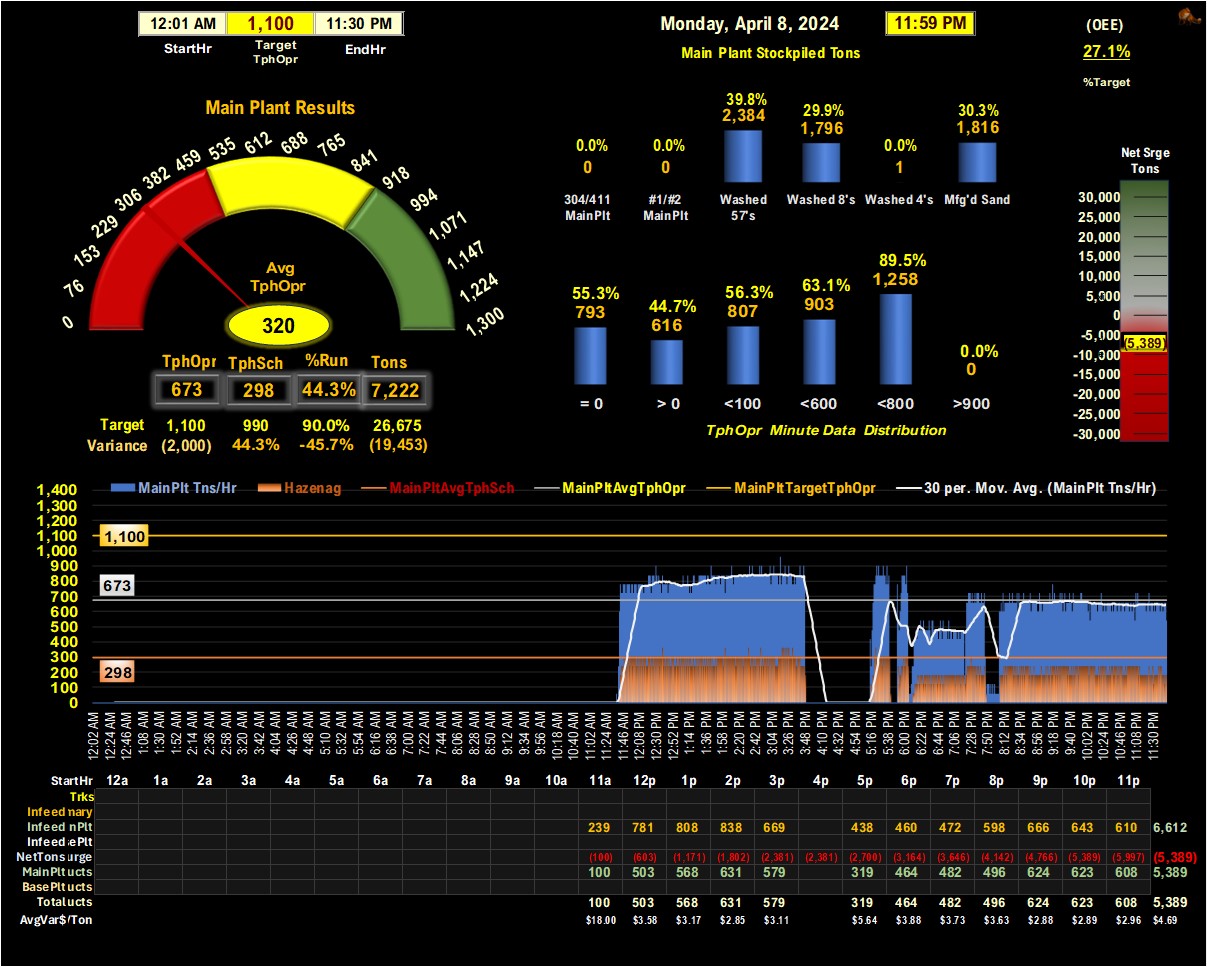 12:01 AM 1,100 11:30 PM
StartHr Target TphOpr EndHr
Monday, April 8, 2024 11:59 PM
Main Plant Stockpiled Tons
(OEE)
27.1%
%Target
Main Plant Results
0 76 153 229 306 382 459 535 612 688 765 841 918 994 1,071 1,147 1,224 1,300
Avg
TphOpr
320
TphOpr TphSch %Run Tons
673 298 44.3% 7,222
Target 1,100 990 90.0% 26,675
Variance (2,000) 44.3% -45.7% (19,453)
0.0% 0.0% 39.8% 29.9% 0.0% 30.3%
0 0 2,384 1,796 1 1,816
304/411 MainPlt #1/#2 MainPlt Washed 57's Washed 8's Washed 4's Mfg'd Sand
55.3% 44.7% 56.3% 63.1% 89.5% 0.0%
793 616 807 903 1,258 0
= 0 > 0 <100 <600 <800 >900
TphOpr Minute Data Distribution
Net Srge
Tons
30,000
25,000
20,000
15,000
10,000
5,000
0
-5,000
(5,389)
-10,000
-15,000
-20,000
-25,000
-30,000
MainPlt Tns/Hr Hazenag MainPltAvgTphSch MainPltAvgTphOpr MainPltTargetTphOpr 30 per. Mov. Avg. (MainPlt Tns/Hr)
1,400
1,300
1,200
1,100
1,000
900
800
700
600
500
400
300
200
100
0
1,100
673
298
12:02 AM 12:24 AM 12:46 AM 1:08 AM 1:30 AM 1:52 AM 2:14 AM 2:36 AM 2:58 AM 3:20 AM 3:42 AM 4:04 AM 4:26 AM 4:48 AM 5:10 AM 5:32 AM 5:54 AM 6:16 AM 6:38 AM 7:00 AM 7:22 AM 7:44 AM 8:06 AM 8:28 AM 8:50 AM 9:12 AM 9:34 AM 9:56 AM 10:18 AM 10:40 AM 11:02 AM 11:24 AM 11:46 AM 12:08 PM 12:30 PM 12:52 PM 1:14 PM 1:36 PM 1:58 PM 2:20 PM 2:42 PM 3:04 PM 3:26 PM 3:48 PM 4:10 PM 4:32 PM 4:54 PM 5:16 PM 5:38 PM 6:00 PM 6:22 PM 6:44 PM 7:06 PM 7:28 PM 7:50 PM 8:12 PM 8:34 PM 8:56 PM 9:18 PM 9:40 PM 10:02 PM 10:24 PM 10:46 PM 11:08 PM 11:30 PM
StartHr 12a 1a 2a 3a 4a 5a 6a 7a 8a 9a 10a 11a 12p 1p 2p 3p 4p 5p 6p 7p 8p 9p 10p 11p
Trks
Infeed mary
Infeed nPlt 239 781 808 838 669 438 460 472 598 666 643 610 6,612
Infeed ePlt
NetTons urge (100) (603) (1,171) (1,802) (2,381) (2,381) (2,700) (3,164) (3,646) (4,142) (4,766) (5,389) (5,997) (5,389)
MainPlt ucts 100 503 568 631 579 319 464 482 496 624 623 608 5,389
BasePlt ucts
Total ucts 100 503 568 631 579 319 464 482 496 624 623 608 5,389
AvgVar$/Ton $18.00 $3.58 $3.17 $2.85 $3.11 $5.64 $3.88 $3.73 $3.63 $2.88 $2.89 $2.96 $4.69